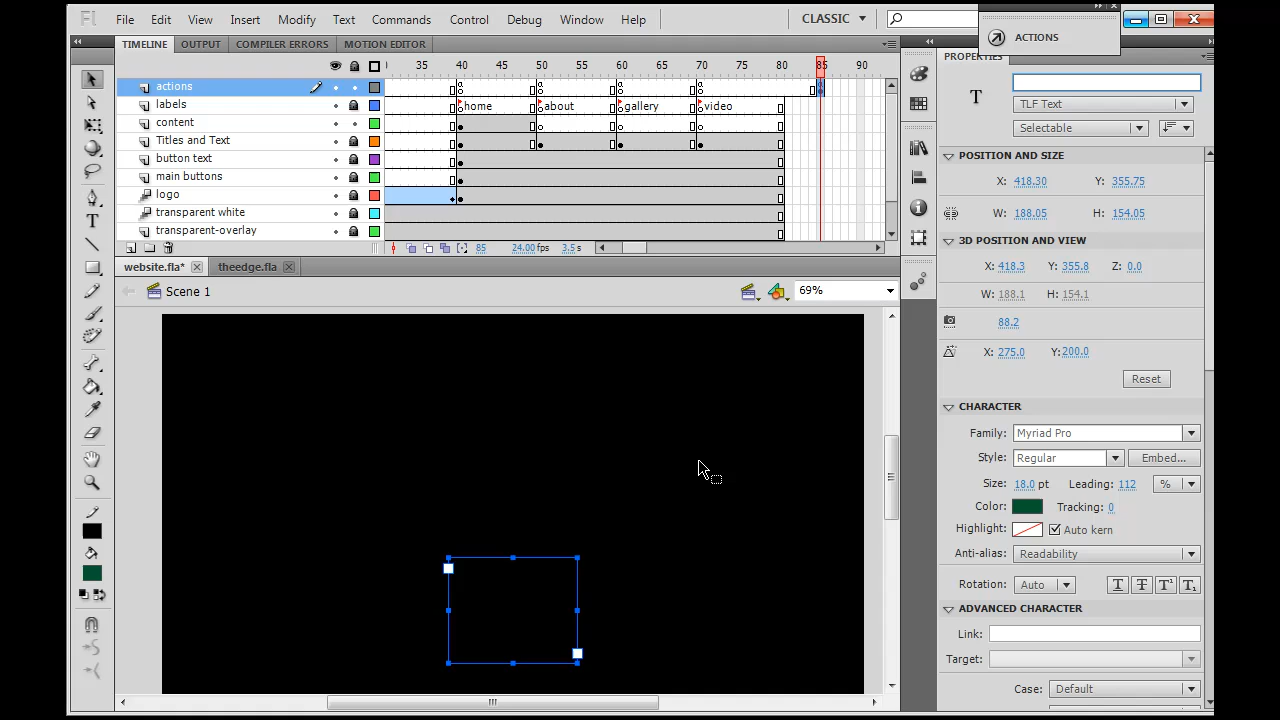 Fl File Edit View Insert Modify Text Commands Control Debug Window Help CLASSIC
ACTIONS
TIMELINE OUTPUT COMPILER ERRORS MOTION EDITOR
PROPERTIES
35 40 45 50 55 60 65 70 75 80 85 90
actions
labels home about gallery video
content
Titles and Text
button text
main buttons
logo
transparent white
transparent-overlay
85 24.00 fps 3.5 s
website.fla* theedge.fla
Scene 1 69%
T
TLF Text
Selectable
POSITION AND SIZE
X: 418.30 Y: 355.75
W: 188.05 H: 154.05
3D POSITION AND VIEW
X: 418.3 Y: 355.8 Z: 0.0
W: 188.1 H: 154.1
88.2
X: 275.0 Y: 200.0
Reset
CHARACTER
Family: Myriad Pro
Style: Regular Embed...
Size: 18.0 pt Leading: 112 %
Color: Tracking: 0
Highlight: Auto kern
Anti-alias: Readability
Rotation: Auto T T T¹ T₁
ADVANCED CHARACTER
Link:
Target:
Case: Default